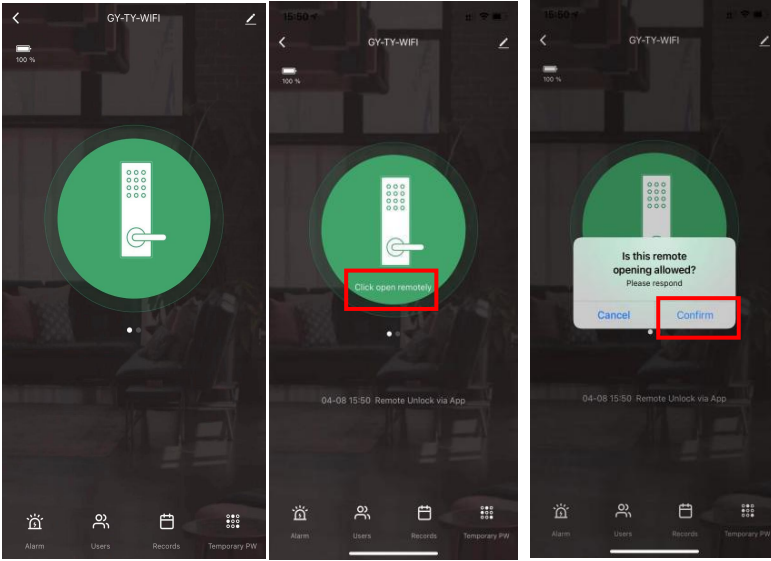 GY-TY-WIFI
100 %
Alarm
Users
Records
Temporary PW
15:50
GY-TY-WIFI
100 %
Click open remotely
04-08 15:50 Remote Unlock via App
Alarm
Users
Records
Temporary PW
15:50
GY-TY-WIFI
100 %
Is this remote
opening allowed?
Please respond
Cancel
Confirm
04-08 15:50 Remote Unlock via App
Alarm
Users
Records
Temporary PW